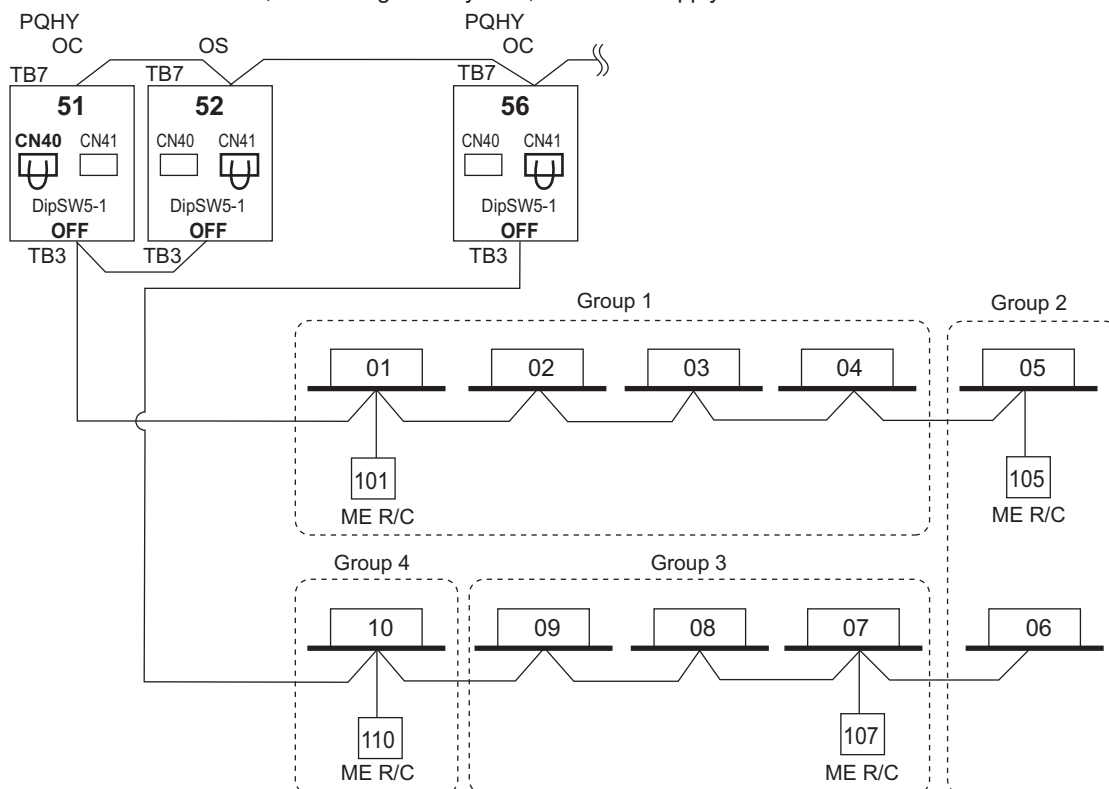 PQHY PQHY
OC OS OC
TB7 TB7 TB7
51 52 56
CN40 CN41 CN40 CN41 CN40 CN41
DipSW5-1 DipSW5-1 DipSW5-1
OFF OFF OFF
TB3 TB3 TB3
Group 1 Group 2
01 02 03 04 05
101 105
ME R/C ME R/C
Group 4 Group 3
10 09 08 07 06
110 107
ME R/C ME R/C